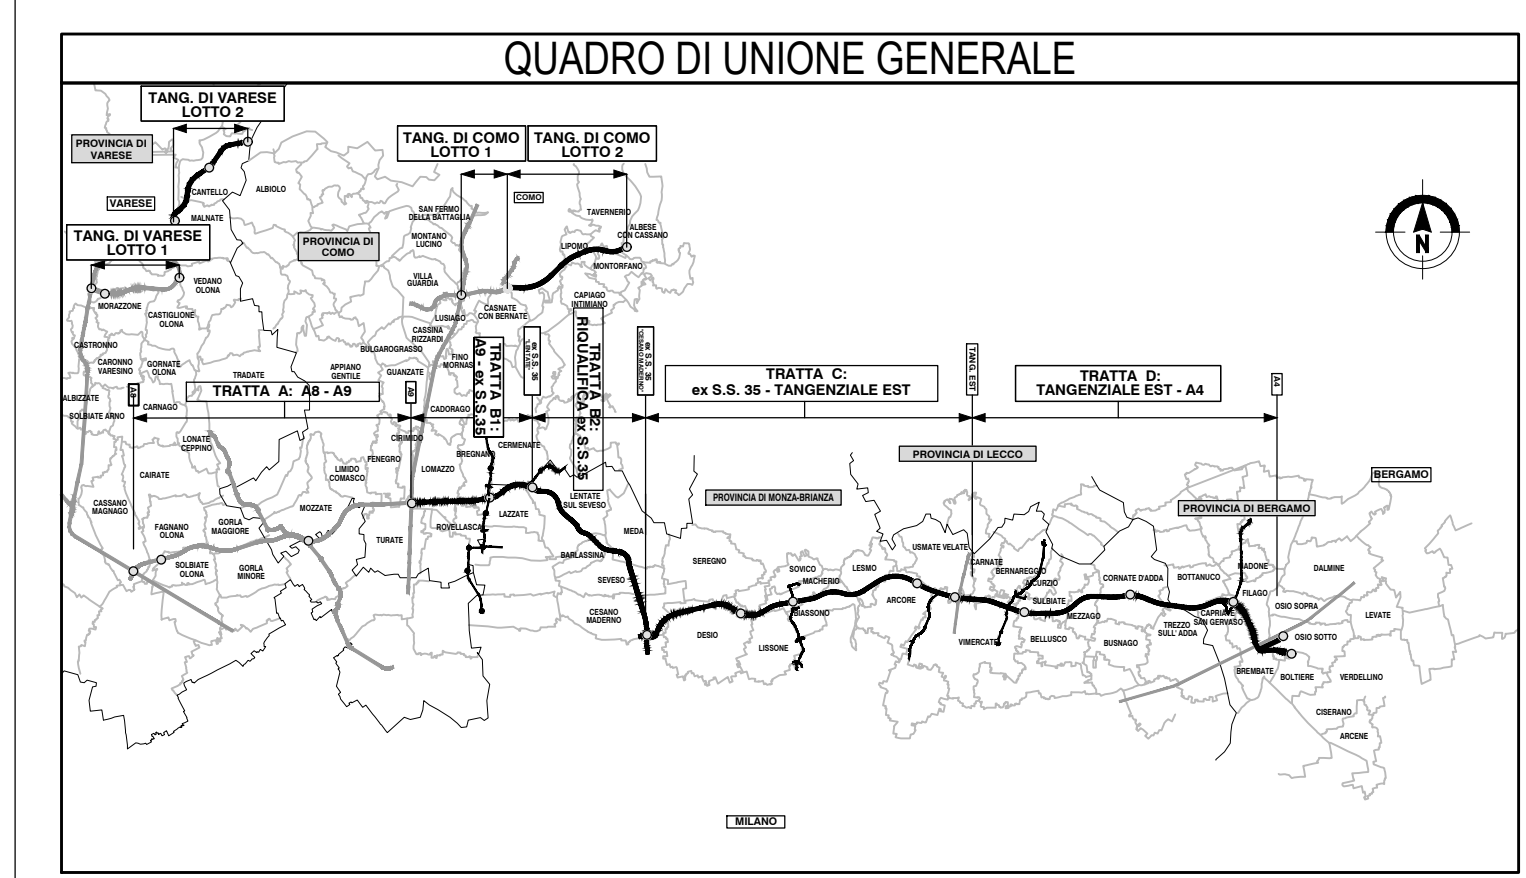 QUADRO DI UNIONE GENERALE
TANG. DI VARESE
LOTTO 2
PROVINCIA DI
VARESE
CANTELLO
ALBIOLO
VARESE
MALNATE
TANG. DI VARESE
LOTTO 1
PROVINCIA DI
COMO
TANG. DI COMO
LOTTO 1
TANG. DI COMO
LOTTO 2
COMO
SAN FERMO
DELLA BATTAGLIA
MONTANO
LUCINO
TAVERNERIO
ALBESE
CON CASSANO
LIPOMO
MONTORFANO
VILLA
GUARDIA
CAPIAGO
INTIMIANO
CASNATE
CON BERNATE
LUSIAGO
CASSINA
RIZZARDI
BULGAROGRASSO
FINO
MORNAS
GUANZATE
APPIANO
GENTILE
VEDANO
OLONA
MORAZZONE
CASTIGLIONE
OLONA
CASTRONNO
CARONNO
VARESINO
GORNATE
OLONA
TRADATE
N
A8
TRATTA A: A8 - A9
A9
TRATTA B1:
A9 - ex S.S.35
ex S.S. 35
"LENTATE"
TRATTA B2:
RIQUALIFICA ex S.S.35
ex S.S. 35
"CESANO MADERNO"
TRATTA C:
ex S.S. 35 - TANGENZIALE EST
TANG. EST
TRATTA D:
TANGENZIALE EST - A4
A4
ALBIZZATE
SOLBIATE ARNO
CARNAGO
CADORAGO
LONATE
CEPPINO
CIRIMIDO
CERMENATE
BREGNANO
FENEGRO
LOMAZZO
LIMIDO
COMASCO
CAIRATE
CASSANO
MAGNAGO
FAGNANO
OLONA
GORLA
MAGGIORE
MOZZATE
SOLBIATE
OLONA
GORLA
MINORE
TURATE
ROVELLASCA
LAZZATE
LENTATE
SUL SEVESO
MEDA
BARLASSINA
SEVESO
CESANO
MADERNO
PROVINCIA DI LECCO
PROVINCIA DI MONZA-BRIANZA
BERGAMO
PROVINCIA DI BERGAMO
SEREGNO
SOVICO
MACHERIO
LESMO
USMATE VELATE
CARNATE
BERNAREGGIO
AICURZIO
CORNATE D'ADDA
BOTTANUCO
MADONE
DALMINE
FILAGO
BIASSONO
ARCORE
SULBIATE
MEZZAGO
CAPRIATE
SAN GERVASO
OSIO SOPRA
LEVATE
DESIO
LISSONE
VIMERCATE
BELLUSCO
BUSNAGO
TREZZO
SULL' ADDA
OSIO SOTTO
BREMBATE
BOLTIERE
VERDELLINO
CISERANO
ARCENE
MILANO